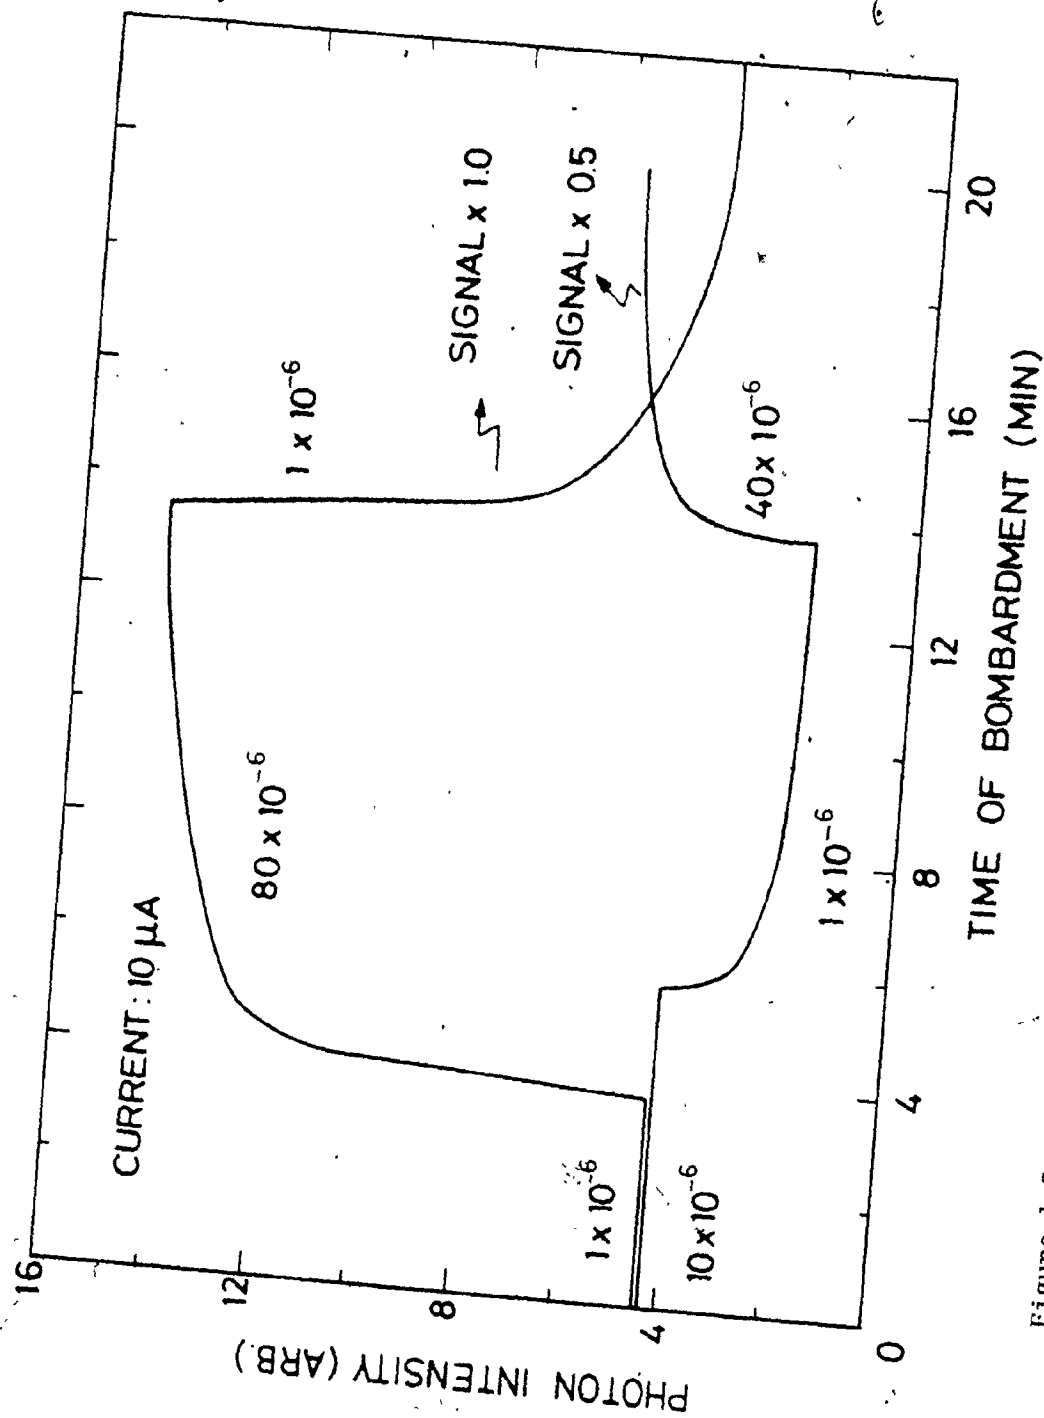 CURRENT: 10 μA
80 x 10⁻⁶
1 x 10⁻⁶
SIGNAL x 1.0
SIGNAL x 0.5
40 x 10⁻⁶
1 x 10⁻⁶
10 x 10⁻⁶
1 x 10⁻⁶
16
12
8
4
PHOTON INTENSITY (ARB.)
0
4
8
12
16
20
TIME OF BOMBARDMENT (MIN)